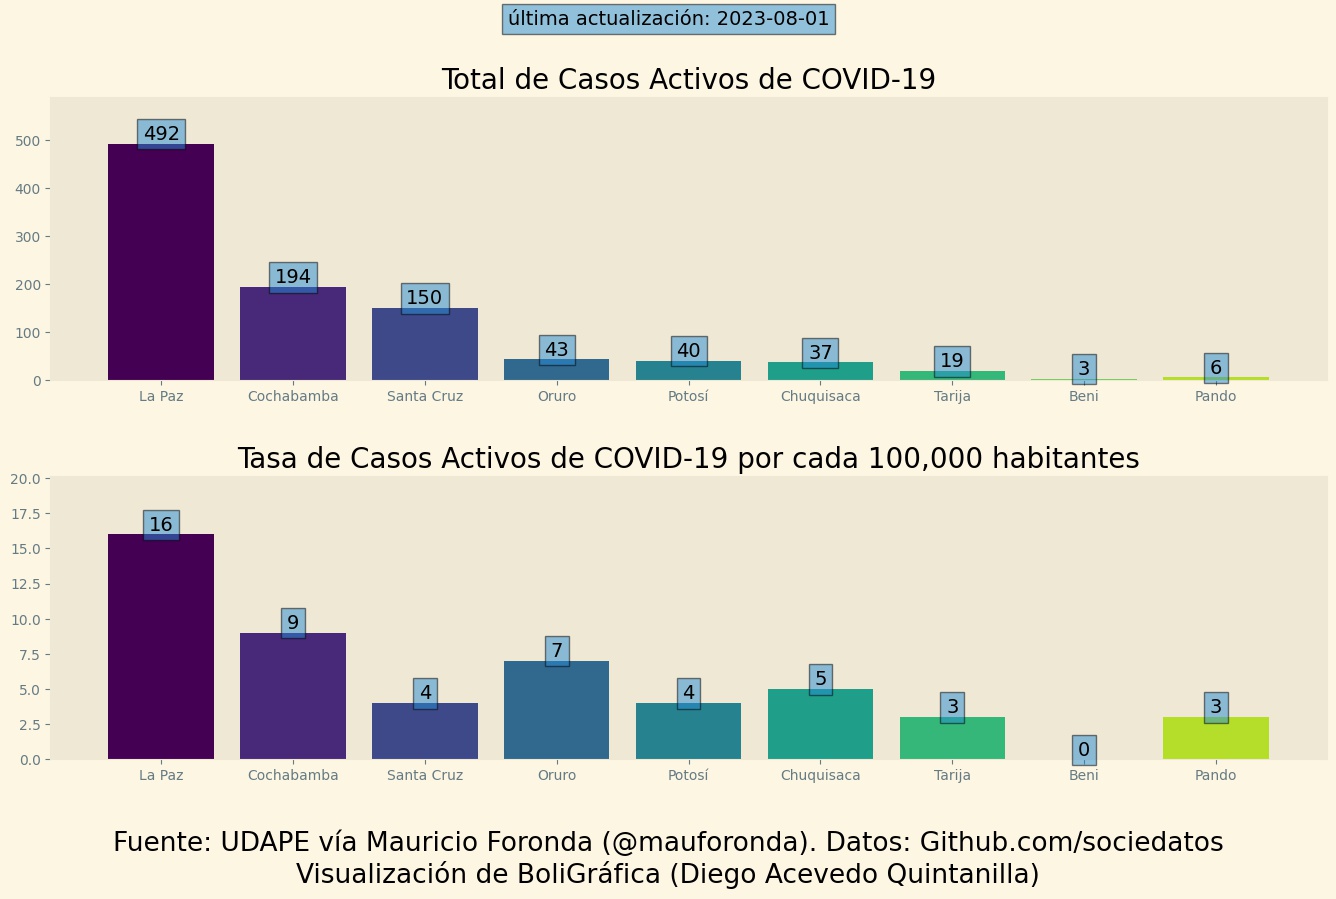 última actualización: 2023-08-01
Total de Casos Activos de COVID-19
500
400
300
200
100
0
492
194
150
43
40
37
19
3
6
La Paz
Cochabamba
Santa Cruz
Oruro
Potosí
Chuquisaca
Tarija
Beni
Pando
Tasa de Casos Activos de COVID-19 por cada 100,000 habitantes
20.0
17.5
15.0
12.5
10.0
7.5
5.0
2.5
0.0
16
9
4
7
4
5
3
0
3
La Paz
Cochabamba
Santa Cruz
Oruro
Potosí
Chuquisaca
Tarija
Beni
Pando
Fuente: UDAPE vía Mauricio Foronda (@mauforonda). Datos: Github.com/sociedatos
Visualización de BoliGráfica (Diego Acevedo Quintanilla)